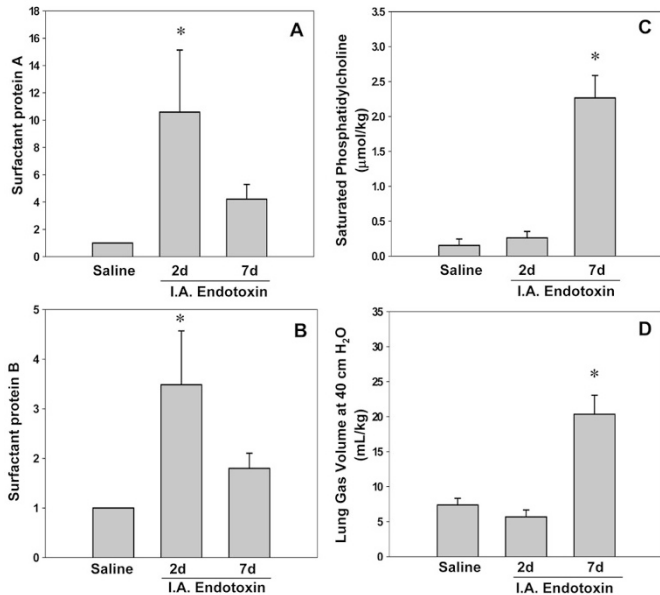 A
Surfactant protein A
18
16
14
12
10
8
6
4
2
0
*
Saline
2d
7d
I.A. Endotoxin
C
Saturated Phosphatidylcholine
(μmol/kg)
3.5
3.0
2.5
2.0
1.5
1.0
0.5
0.0
*
Saline
2d
7d
I.A. Endotoxin
B
Surfactant protein B
5
4
3
2
1
0
*
Saline
2d
7d
I.A. Endotoxin
D
Lung Gas Volume at 40 cm H₂O
(mL/kg)
35
30
25
20
15
10
5
0
*
Saline
2d
7d
I.A. Endotoxin